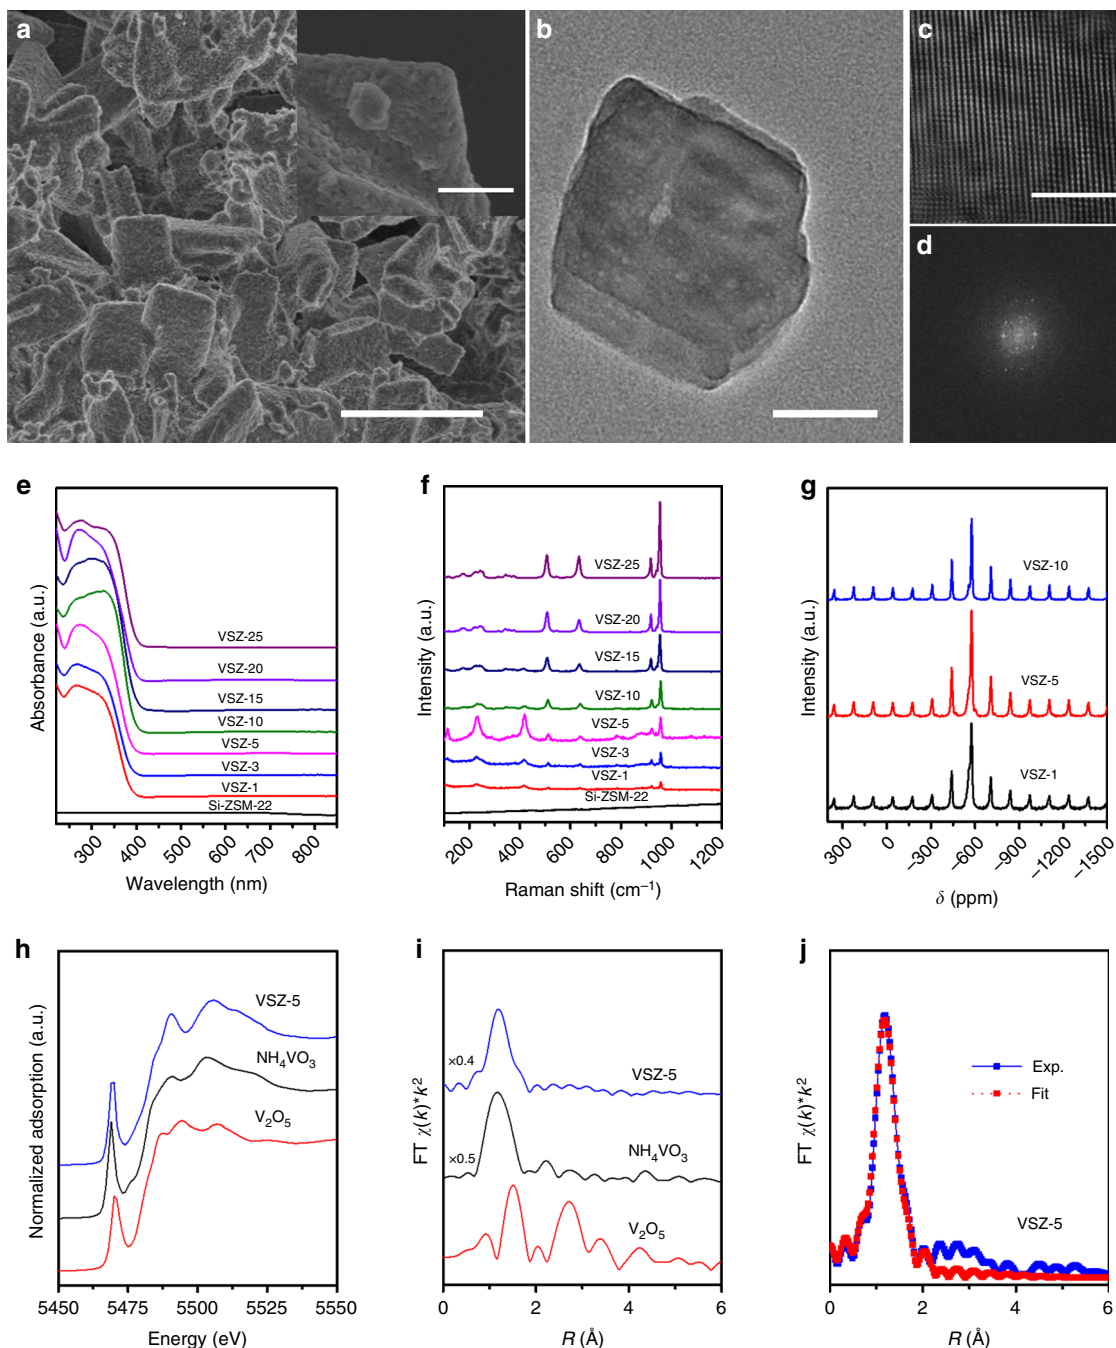 a
b
c
d
e
Absorbance (a.u.)
VSZ-25
VSZ-20
VSZ-15
VSZ-10
VSZ-5
VSZ-3
VSZ-1
Si-ZSM-22
300
400
500
600
700
800
Wavelength (nm)
f
Intensity (a.u.)
VSZ-25
VSZ-20
VSZ-15
VSZ-10
VSZ-5
VSZ-3
VSZ-1
Si-ZSM-22
200
400
600
800
1000
1200
Raman shift (cm⁻¹)
g
Intensity (a.u.)
VSZ-10
VSZ-5
VSZ-1
300
0
−300
−600
−900
−1200
−1500
δ (ppm)
h
Normalized adsorption (a.u.)
VSZ-5
NH₄VO₃
V₂O₅
5450
5475
5500
5525
5550
Energy (eV)
i
FT χ(k)*k²
×0.4
VSZ-5
×0.5
NH₄VO₃
V₂O₅
0
2
4
6
R (Å)
j
FT χ(k)*k²
Exp.
Fit
VSZ-5
0
2
4
6
R (Å)